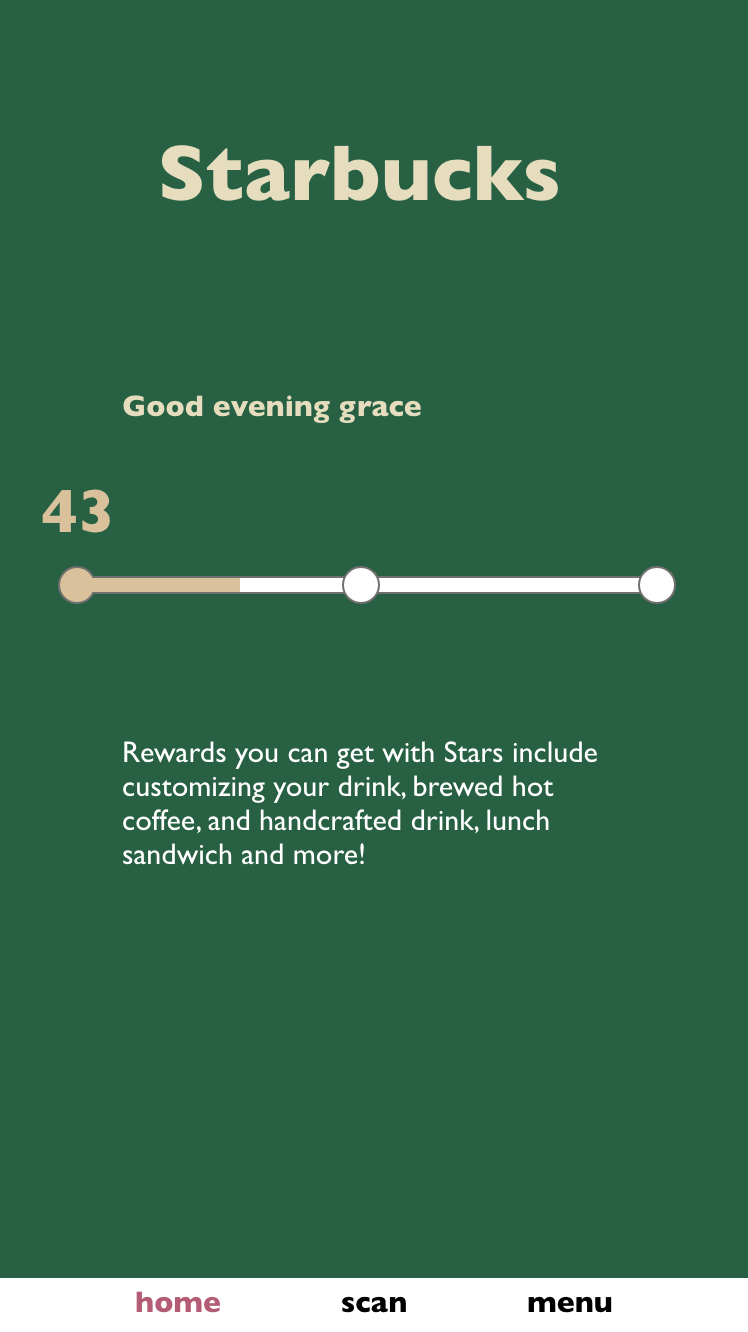 Starbucks
Good evening grace
43
Rewards you can get with Stars include
customizing your drink, brewed hot
coffee, and handcrafted drink, lunch
sandwich and more!
home scan menu